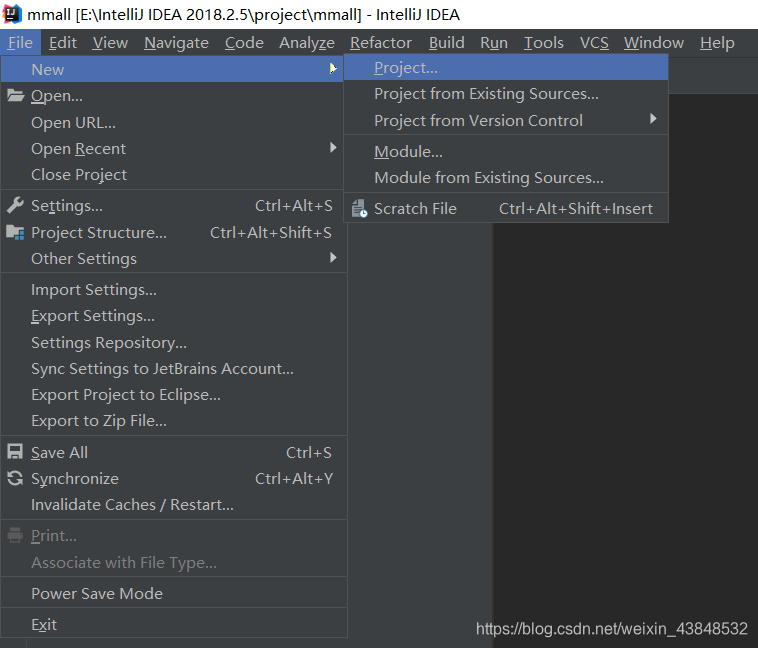 mmall [E:\IntelliJ IDEA 2018.2.5\project\mmall] - IntelliJ IDEA
File Edit View Navigate Code Analyze Refactor Build Run Tools VCS Window Help
New
Open...
Open URL...
Open Recent
Close Project
Settings... Ctrl+Alt+S
Project Structure... Ctrl+Alt+Shift+S
Other Settings
Import Settings...
Export Settings...
Settings Repository...
Sync Settings to JetBrains Account...
Export Project to Eclipse...
Export to Zip File...
Save All Ctrl+S
Synchronize Ctrl+Alt+Y
Invalidate Caches / Restart...
Print...
Associate with File Type...
Power Save Mode
Exit
Project...
Project from Existing Sources...
Project from Version Control
Module...
Module from Existing Sources...
Scratch File Ctrl+Alt+Shift+Insert
https://blog.csdn.net/weixin_43848532